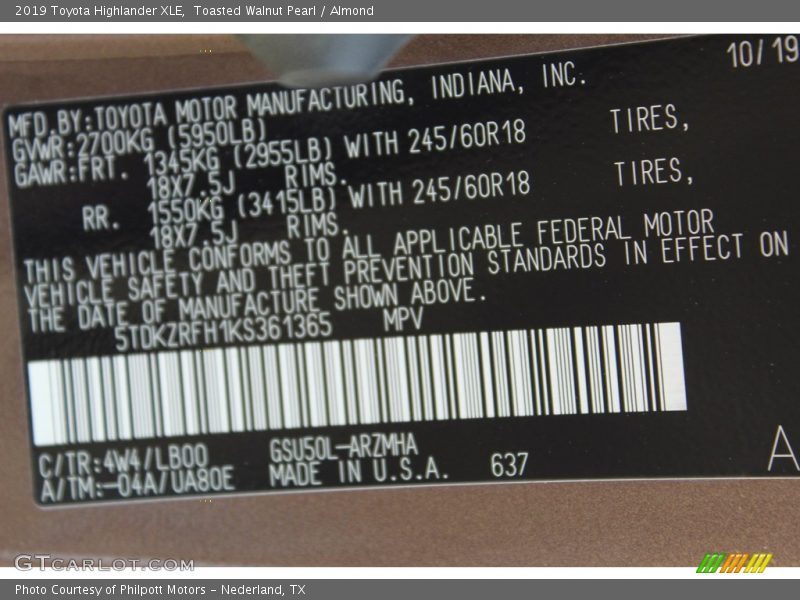 2019 Toyota Highlander XLE, Toasted Walnut Pearl / Almond
10/19
MFD.BY:TOYOTA MOTOR MANUFACTURING, INDIANA, INC.
GVWR:2700KG (5950LB)
GAWR:FRT. 1345KG (2955LB) WITH 245/60R18 TIRES,
18X7.5J RIMS.
RR. 1550KG (3415LB) WITH 245/60R18 TIRES,
18X7.5J RIMS.
THIS VEHICLE CONFORMS TO ALL APPLICABLE FEDERAL MOTOR
VEHICLE SAFETY AND THEFT PREVENTION STANDARDS IN EFFECT ON
THE DATE OF MANUFACTURE SHOWN ABOVE.
5TDKZRFH1KS361365 MPV
C/TR:4W4/LB00 GSU50L-ARZMHA
A/TM:-04A/UA80E MADE IN U.S.A. 637
A
GTCARLOT.COM
Photo Courtesy of Philpott Motors - Nederland, TX